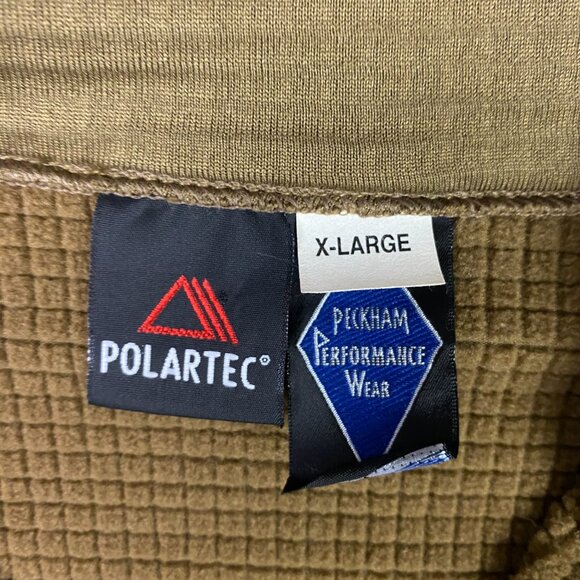 POLARTEC®
X-LARGE
PECKHAM
PERFORMANCE
WEAR